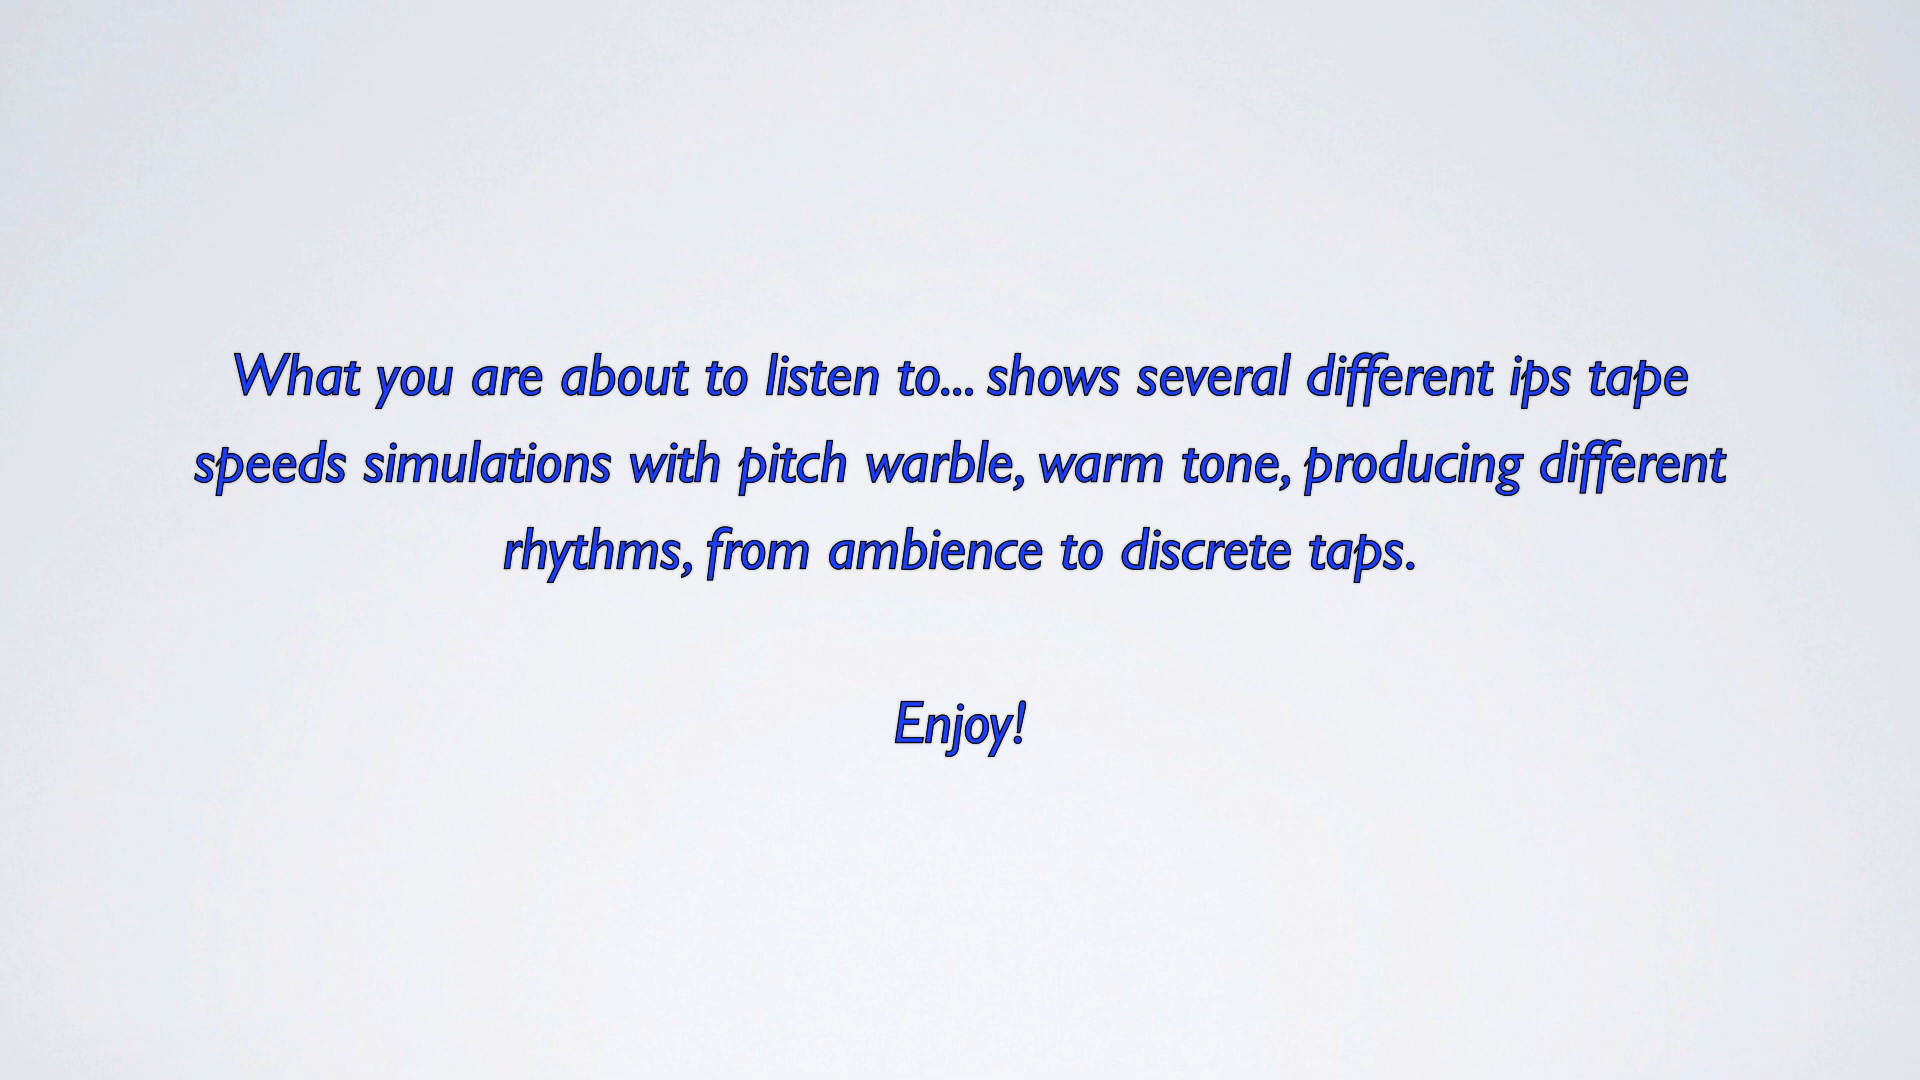 What you are about to listen to... shows several different ips tape
speeds simulations with pitch warble, warm tone, producing different
rhythms, from ambience to discrete taps.
Enjoy!